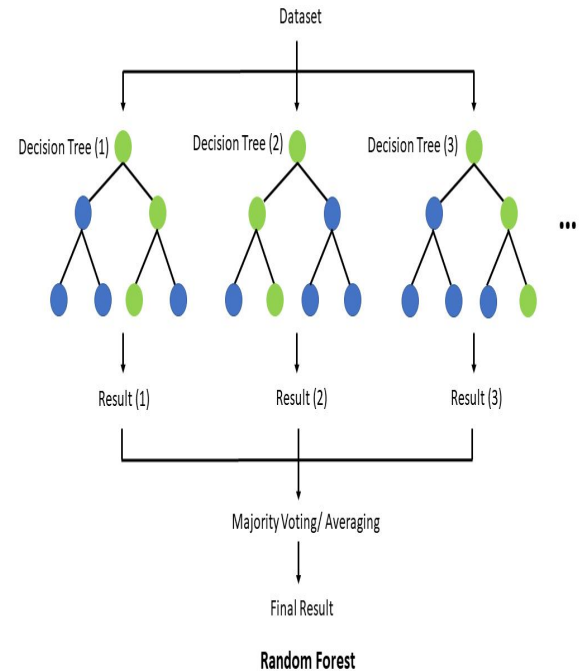 Dataset
Decision Tree (1)
Decision Tree (2)
Decision Tree (3)
...
Result (1)
Result (2)
Result (3)
Majority Voting/ Averaging
Final Result
Random Forest